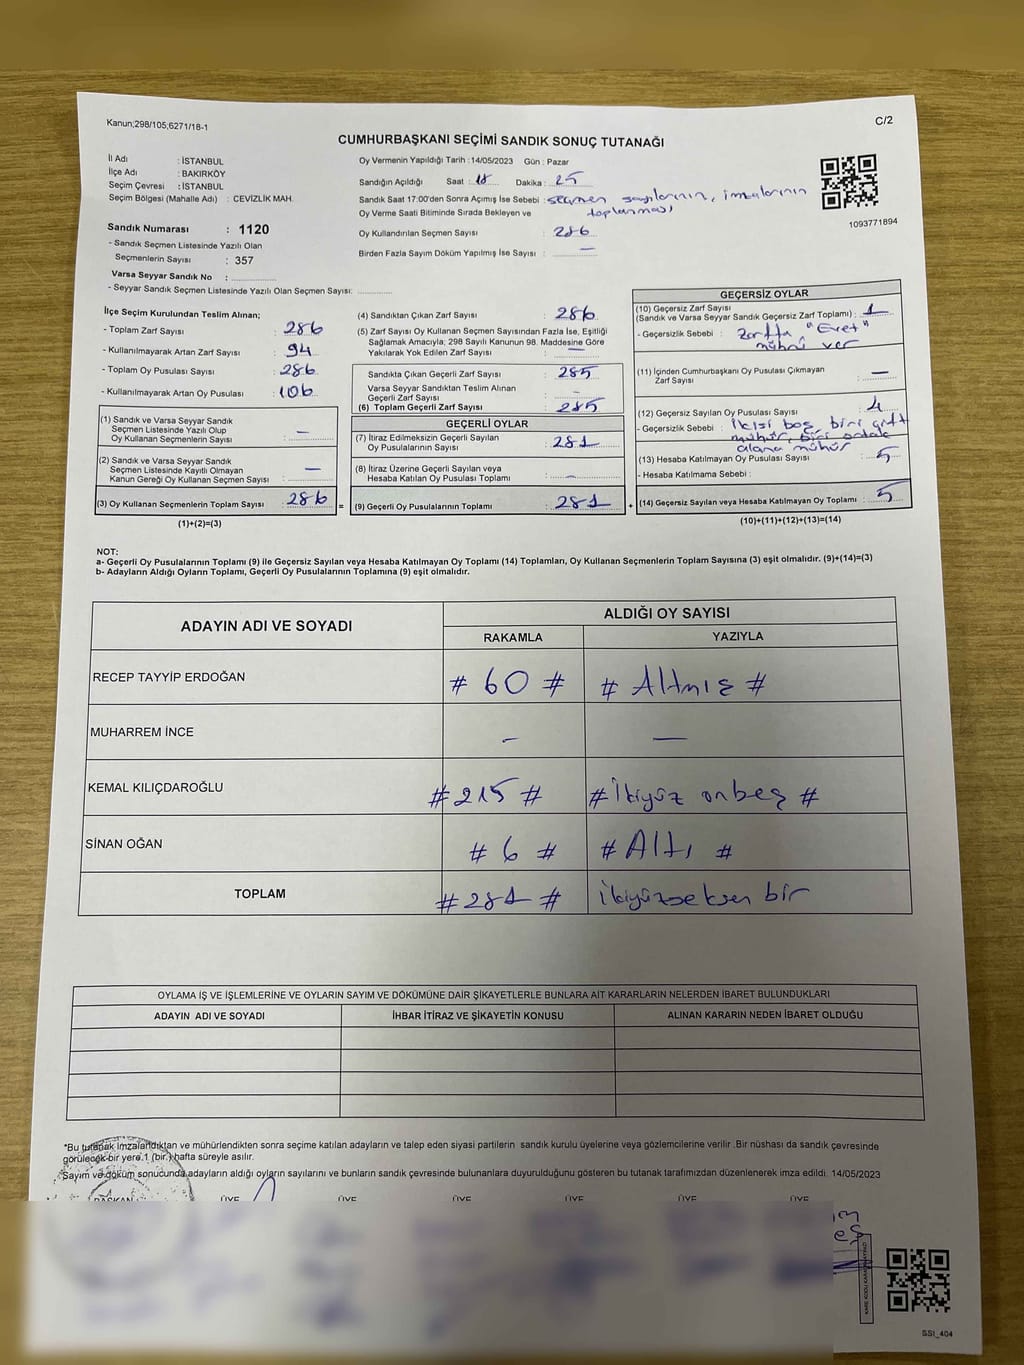 Kanun;298/105;6271/18-1
C/2
CUMHURBAŞKANI SEÇİMİ SANDIK SONUÇ TUTANAĞI
İl Adı : İSTANBUL
İlçe Adı : BAKIRKÖY
Seçim Çevresi : İSTANBUL
Seçim Bölgesi (Mahalle Adı) : CEVİZLİK MAH.
Sandık Numarası : 1120
- Sandık Seçmen Listesinde Yazılı Olan
Seçmenlerin Sayısı : 357
Varsa Seyyar Sandık No :
- Seyyar Sandık Seçmen Listesinde Yazılı Olan Seçmen Sayısı:
Oy Vermenin Yapıldığı Tarih :14/05/2023 Gün : Pazar
Sandığın Açıldığı Saat : 18 Dakika : 25
Sandık Saat 17:00'den Sonra Açımış İse Sebebi : seçmen sayılarının, imzalarının
Oy Verme Saati Bitiminde Sırada Bekleyen ve toplanması
Oy Kullandırılan Seçmen Sayısı : 286
Birden Fazla Sayım Döküm Yapılmış İse Sayısı : —
1093771894
İlçe Seçim Kurulundan Teslim Alınan;
- Toplam Zarf Sayısı : 286
- Kullanılmayarak Artan Zarf Sayısı : 94
- Toplam Oy Pusulası Sayısı : 286
- Kullanılmayarak Artan Oy Pusulası : 106
(1) Sandık ve Varsa Seyyar Sandık
Seçmen Listesinde Yazılı Olup
Oy Kullanan Seçmenlerin Sayısı : —
(2) Sandık ve Varsa Seyyar Sandık
Seçmen Listesinde Kayıtlı Olmayan
Kanun Gereği Oy Kullanan Seçmen Sayısı : —
(3) Oy Kullanan Seçmenlerin Toplam Sayısı : 286
(1)+(2)=(3)
=
(4) Sandıktan Çıkan Zarf Sayısı : 286
(5) Zarf Sayısı Oy Kullanan Seçmen Sayısından Fazla İse, Eşitliği
Sağlamak Amacıyla; 298 Sayılı Kanunun 98. Maddesine Göre
Yakılarak Yok Edilen Zarf Sayısı : —
Sandıkta Çıkan Geçerli Zarf Sayısı : 285
Varsa Seyyar Sandıktan Teslim Alınan
Geçerli Zarf Sayısı : -
(6) Toplam Geçerli Zarf Sayısı : 285
GEÇERLİ OYLAR
(7) İtiraz Edilmeksizin Geçerli Sayılan
Oy Pusulalarının Sayısı : 281
(8) İtiraz Üzerine Geçerli Sayılan veya
Hesaba Katılan Oy Pusulası Toplamı : -
(9) Geçerli Oy Pusulalarının Toplamı : 281
+
GEÇERSİZ OYLAR
(10) Geçersiz Zarf Sayısı
(Sandık ve Varsa Seyyar Sandık Geçersiz Zarf Toplamı) : 1
- Geçersizlik Sebebi : Zarfta "Evet"
mührü var
(11) İçinden Cumhurbaşkanı Oy Pusulası Çıkmayan
Zarf Sayısı : —
(12) Geçersiz Sayılan Oy Pusulası Sayısı : 4
- Geçersizlik Sebebi : İkisi boş, biri çift
mühür, biri ortak
alana mühür
(13) Hesaba Katılmayan Oy Pusulası Sayısı : 5
- Hesaba Katılmama Sebebi :
(14) Geçersiz Sayılan veya Hesaba Katılmayan Oy Toplamı : 5
(10)+(11)+(12)+(13)=(14)
NOT:
a- Geçerli Oy Pusulalarının Toplamı (9) ile Geçersiz Sayılan veya Hesaba Katılmayan Oy Toplamı (14) Toplamları, Oy Kullanan Seçmenlerin Toplam Sayısına (3) eşit olmalıdır. (9)+(14)=(3)
b- Adayların Aldığı Oyların Toplamı, Geçerli Oy Pusulalarının Toplamına (9) eşit olmalıdır.
ADAYIN ADI VE SOYADI
ALDIĞI OY SAYISI
RAKAMLA YAZIYLA
RECEP TAYYİP ERDOĞAN # 60 # # Altmış #
MUHARREM İNCE - —
KEMAL KILIÇDAROĞLU # 215 # # İkiyüz onbeş #
SİNAN OĞAN # 6 # # Altı #
TOPLAM # 281 # İkiyüzseksen bir
OYLAMA İŞ VE İŞLEMLERİNE VE OYLARIN SAYIM VE DÖKÜMÜNE DAİR ŞİKAYETLERLE BUNLARA AİT KARARLARIN NELERDEN İBARET BULUNDUKLARI
ADAYIN ADI VE SOYADI İHBAR İTİRAZ VE ŞİKAYETİN KONUSU ALINAN KARARIN NEDEN İBARET OLDUĞU
*Bu tutanak imzalandıktan ve mühürlendikten sonra seçime katılan adayların ve talep eden siyasi partilerin sandık kurulu üyelerine veya gözlemcilerine verilir .Bir nüshası da sandık çevresinde
görülecek bir yere 1 (bir ) hafta süreyle asılır.
Sayım ve döküm sonucunda adayların aldığı oyların sayılarını ve bunların sandık çevresinde bulunanlara duyurulduğunu gösteren bu tutanak tarafımızdan düzenlenerek imza edildi. 14/05/2023
BAŞKAN ÜYE ÜYE ÜYE ÜYE ÜYE ÜYE
SS1_404